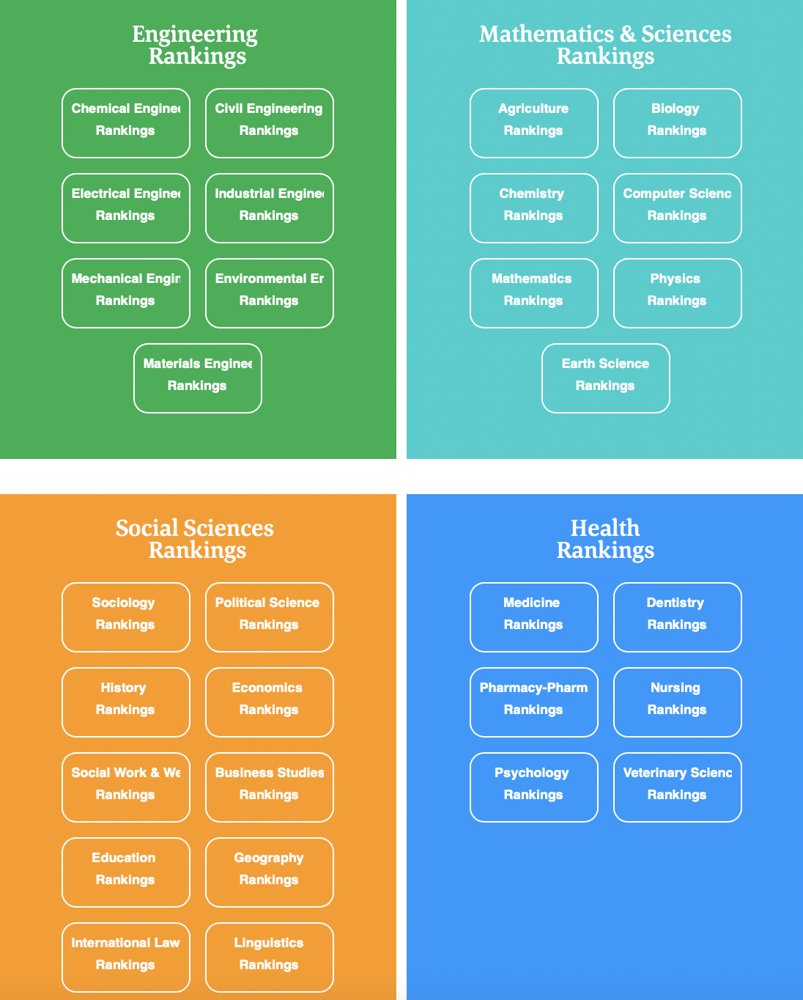 Engineering
Rankings
Chemical Enginee
Rankings
Civil Engineering
Rankings
Electrical Enginee
Rankings
Industrial Enginee
Rankings
Mechanical Engin
Rankings
Environmental En
Rankings
Materials Enginee
Rankings
Mathematics & Sciences
Rankings
Agriculture
Rankings
Biology
Rankings
Chemistry
Rankings
Computer Scienc
Rankings
Mathematics
Rankings
Physics
Rankings
Earth Science
Rankings
Social Sciences
Rankings
Sociology
Rankings
Political Science
Rankings
History
Rankings
Economics
Rankings
Social Work & We
Rankings
Business Studies
Rankings
Education
Rankings
Geography
Rankings
International Law
Rankings
Linguistics
Rankings
Health
Rankings
Medicine
Rankings
Dentistry
Rankings
Pharmacy-Pharm
Rankings
Nursing
Rankings
Psychology
Rankings
Veterinary Scienc
Rankings